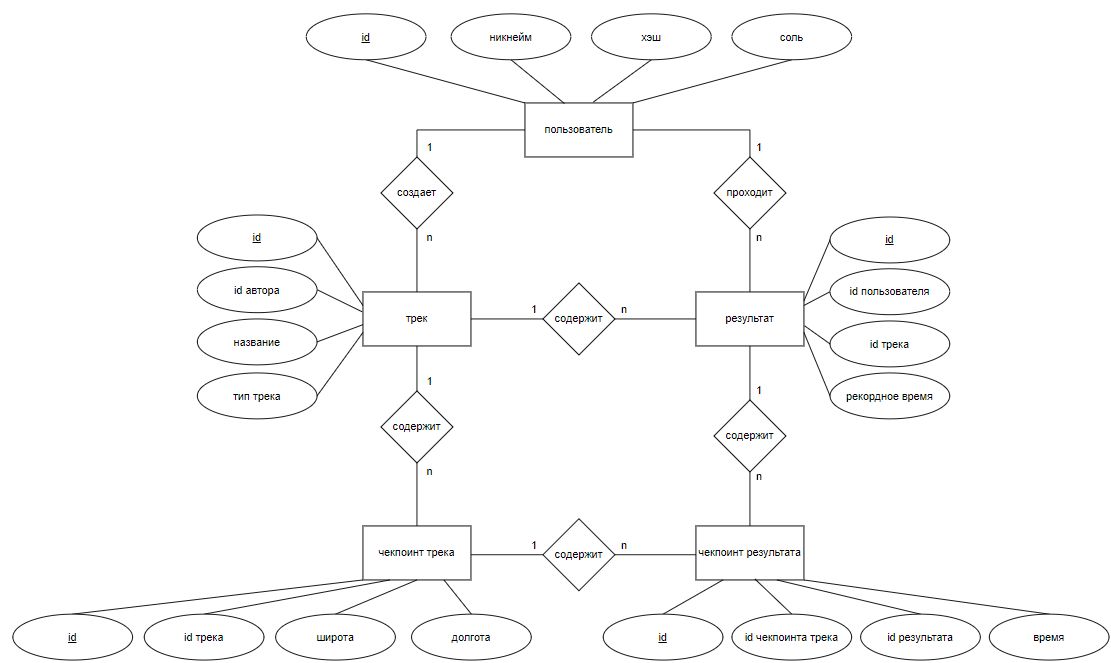 id
никнейм
хэш
соль
пользователь
1
1
создает
проходит
n
n
id
id
id автора
id пользователя
трек
1
содержит
n
результат
название
id трека
тип трека
рекордное время
1
1
содержит
содержит
n
n
чекпоинт трека
1
содержит
n
чекпоинт результата
id
id трека
широта
долгота
id
id чекпоинта трека
id результата
время